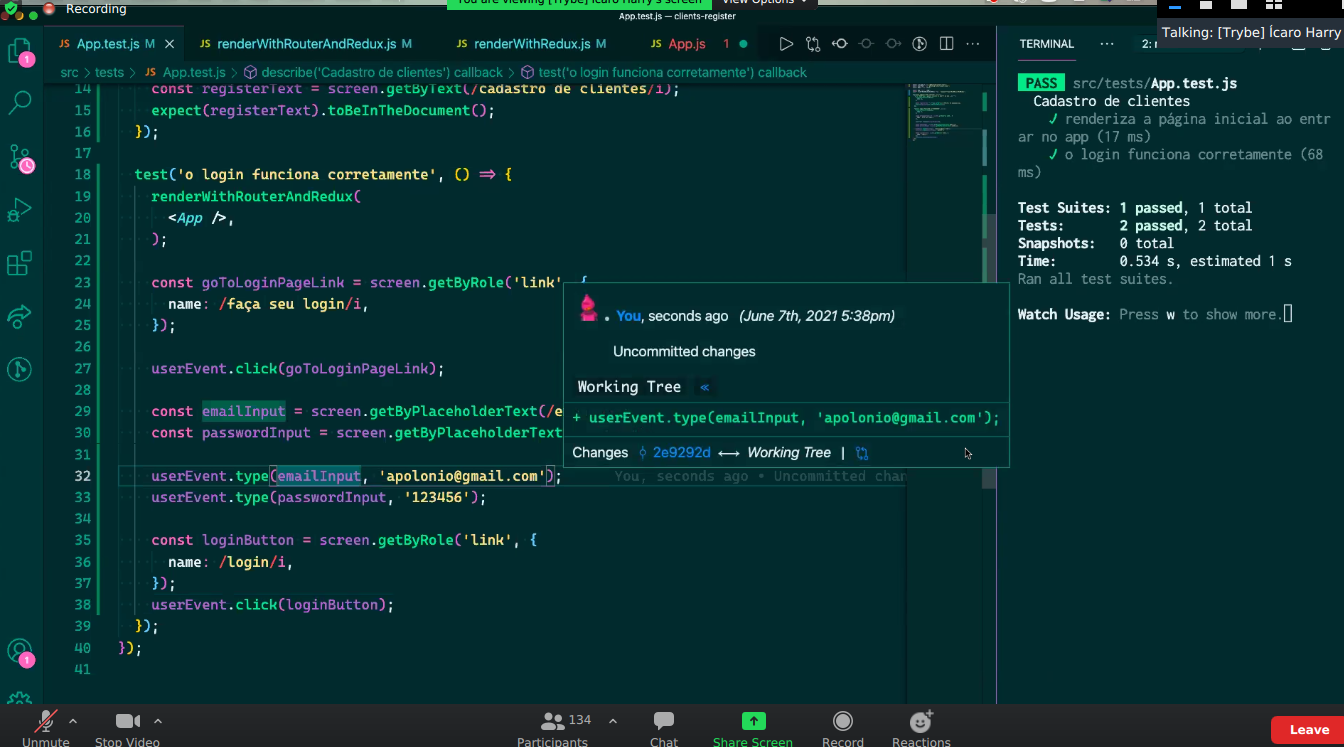 Recording
You are viewing [Trybe] Ícaro Harry's screen
View Options
App.test.js — clients-register
Talking: [Trybe] Ícaro Harry
JS App.test.js M
JS renderWithRouterAndRedux.js M
JS renderWithRedux.js M
JS App.js 1
TERMINAL
src > tests > JS App.test.js > describe('Cadastro de clientes') callback > test('o login funciona corretamente') callback
14 const registerText = screen.getByText(/cadastro de clientes/i);
15 expect(registerText).toBeInTheDocument();
16 });
17
18 test('o login funciona corretamente', () => {
19 renderWithRouterAndRedux(
20 <App />,
21 );
22
23 const goToLoginPageLink = screen.getByRole('link' {
24 name: /faça seu login/i,
25 });
26
27 userEvent.click(goToLoginPageLink);
28
29 const emailInput = screen.getByPlaceholderText(/e
30 const passwordInput = screen.getByPlaceholderText
31
32 userEvent.type(emailInput, 'apolonio@gmail.com'); You, seconds ago • Uncommitted chan
33 userEvent.type(passwordInput, '123456');
34
35 const loginButton = screen.getByRole('link', {
36 name: /login/i,
37 });
38 userEvent.click(loginButton);
39 });
40 });
41
You, seconds ago (June 7th, 2021 5:38pm)
Uncommitted changes
Working Tree «
+ userEvent.type(emailInput, 'apolonio@gmail.com');
Changes 2e9292d ⟷ Working Tree |
PASS src/tests/App.test.js
Cadastro de clientes
✓ renderiza a página inicial ao entr
ar no app (17 ms)
✓ o login funciona corretamente (68
ms)
Test Suites: 1 passed, 1 total
Tests: 2 passed, 2 total
Snapshots: 0 total
Time: 0.534 s, estimated 1 s
Ran all test suites.
Watch Usage: Press w to show more.
1
1
1
Unmute
Stop Video
134
Participants
Chat
Share Screen
Record
Reactions
Leave